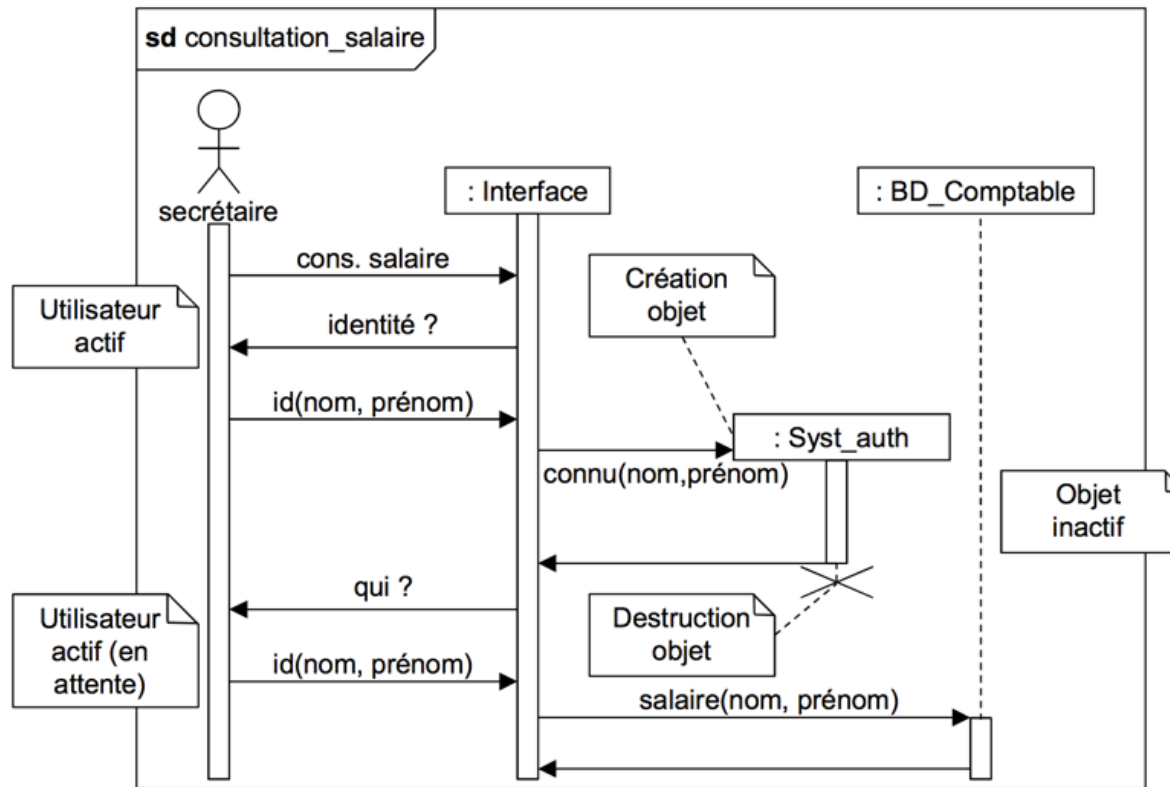 sd consultation_salaire
secrétaire
: Interface
: BD_Comptable
cons. salaire
Création
objet
Utilisateur
actif
identité ?
id(nom, prénom)
: Syst_auth
connu(nom,prénom)
Objet
inactif
qui ?
Utilisateur
actif (en
attente)
Destruction
objet
id(nom, prénom)
salaire(nom, prénom)